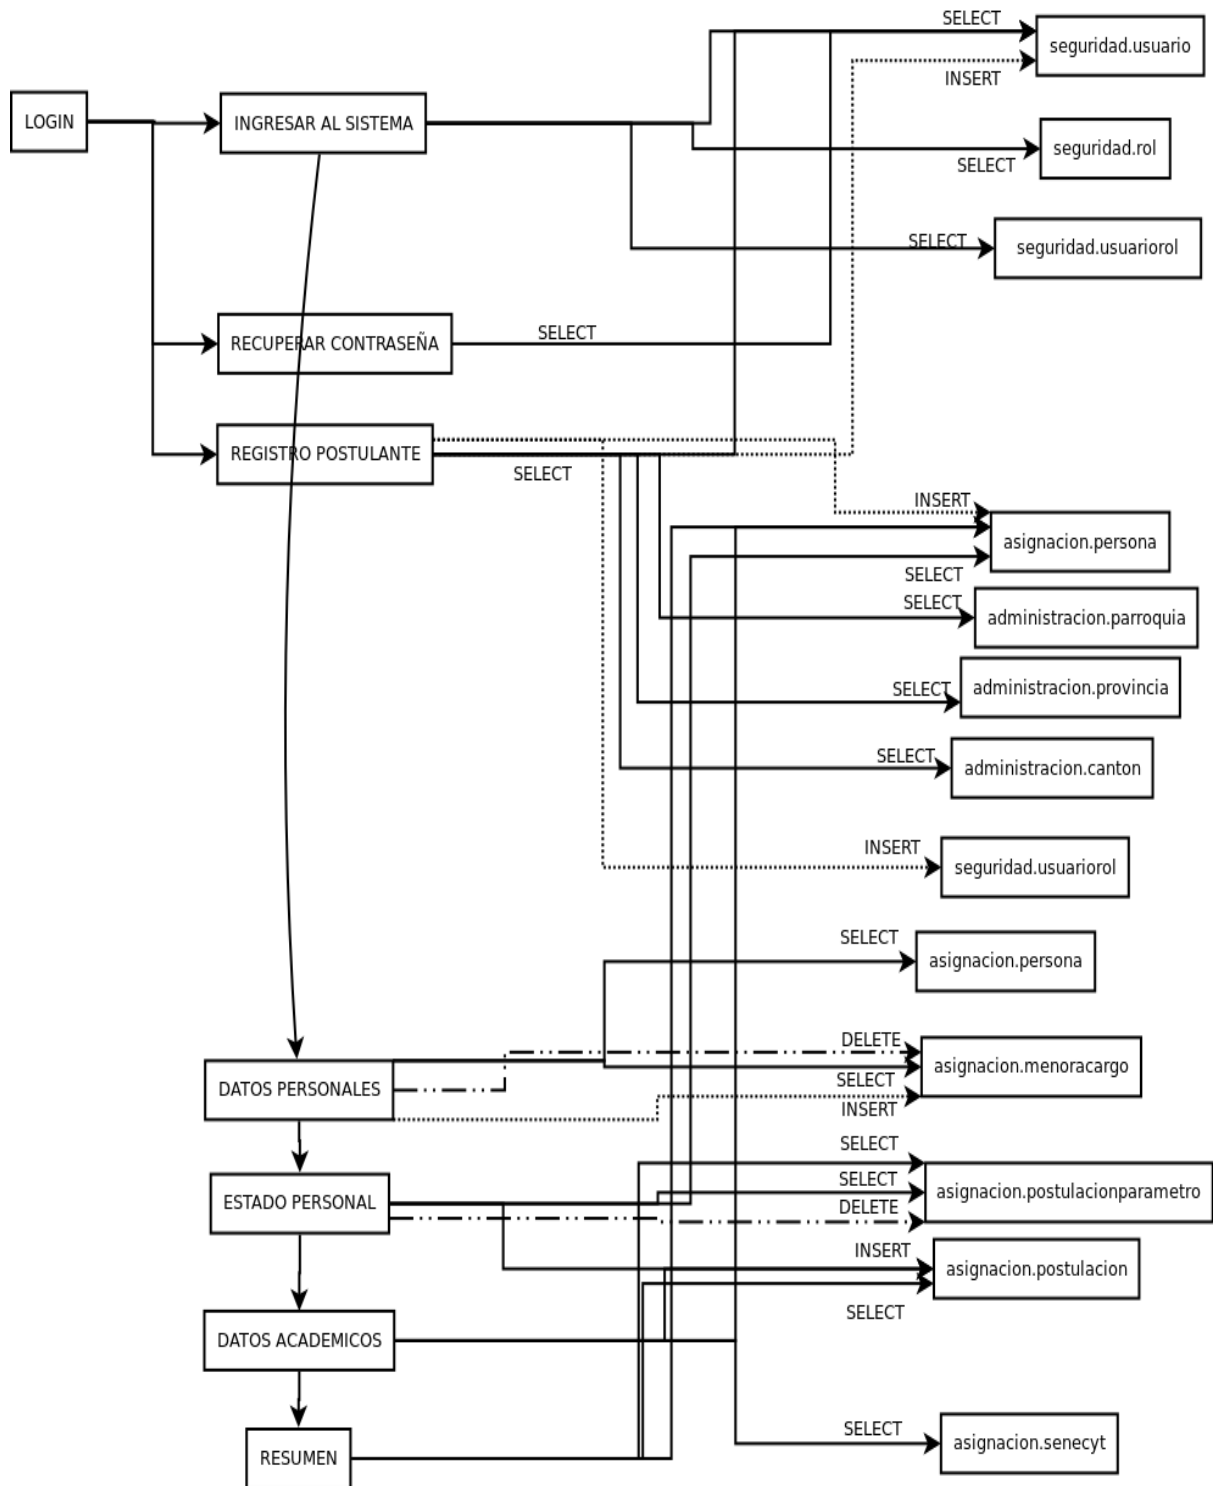 SELECT
seguridad.usuario
INSERT
LOGIN
INGRESAR AL SISTEMA
seguridad.rol
SELECT
SELECT
seguridad.usuariorol
RECUPERAR CONTRASEÑA
SELECT
REGISTRO POSTULANTE
SELECT
INSERT
asignacion.persona
SELECT
SELECT
administracion.parroquia
SELECT
administracion.provincia
SELECT
administracion.canton
INSERT
seguridad.usuariorol
SELECT
asignacion.persona
DELETE
asignacion.menoracargo
SELECT
INSERT
DATOS PERSONALES
SELECT
SELECT
asignacion.postulacionparametro
DELETE
ESTADO PERSONAL
INSERT
asignacion.postulacion
SELECT
DATOS ACADEMICOS
SELECT
asignacion.senecyt
RESUMEN